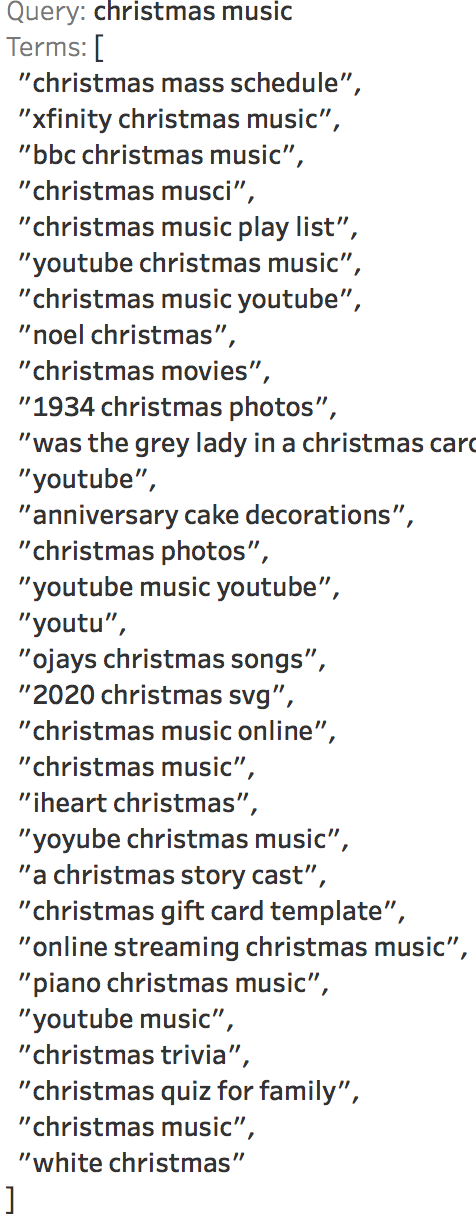 Query: christmas music
Terms: [
"christmas mass schedule",
"xfinity christmas music",
"bbc christmas music",
"christmas musci",
"christmas music play list",
"youtube christmas music",
"christmas music youtube",
"noel christmas",
"christmas movies",
"1934 christmas photos",
"was the grey lady in a christmas
"youtube",
"anniversary cake decorations",
"christmas photos",
"youtube music youtube",
"youtu",
"ojays christmas songs",
"2020 christmas svg",
"christmas music online",
"christmas music",
"iheart christmas",
"yoyube christmas music",
"a christmas story cast",
"christmas gift card template",
"online streaming christmas music",
"piano christmas music",
"youtube music",
"christmas trivia",
"christmas quiz for family",
"christmas music",
"white christmas"
]